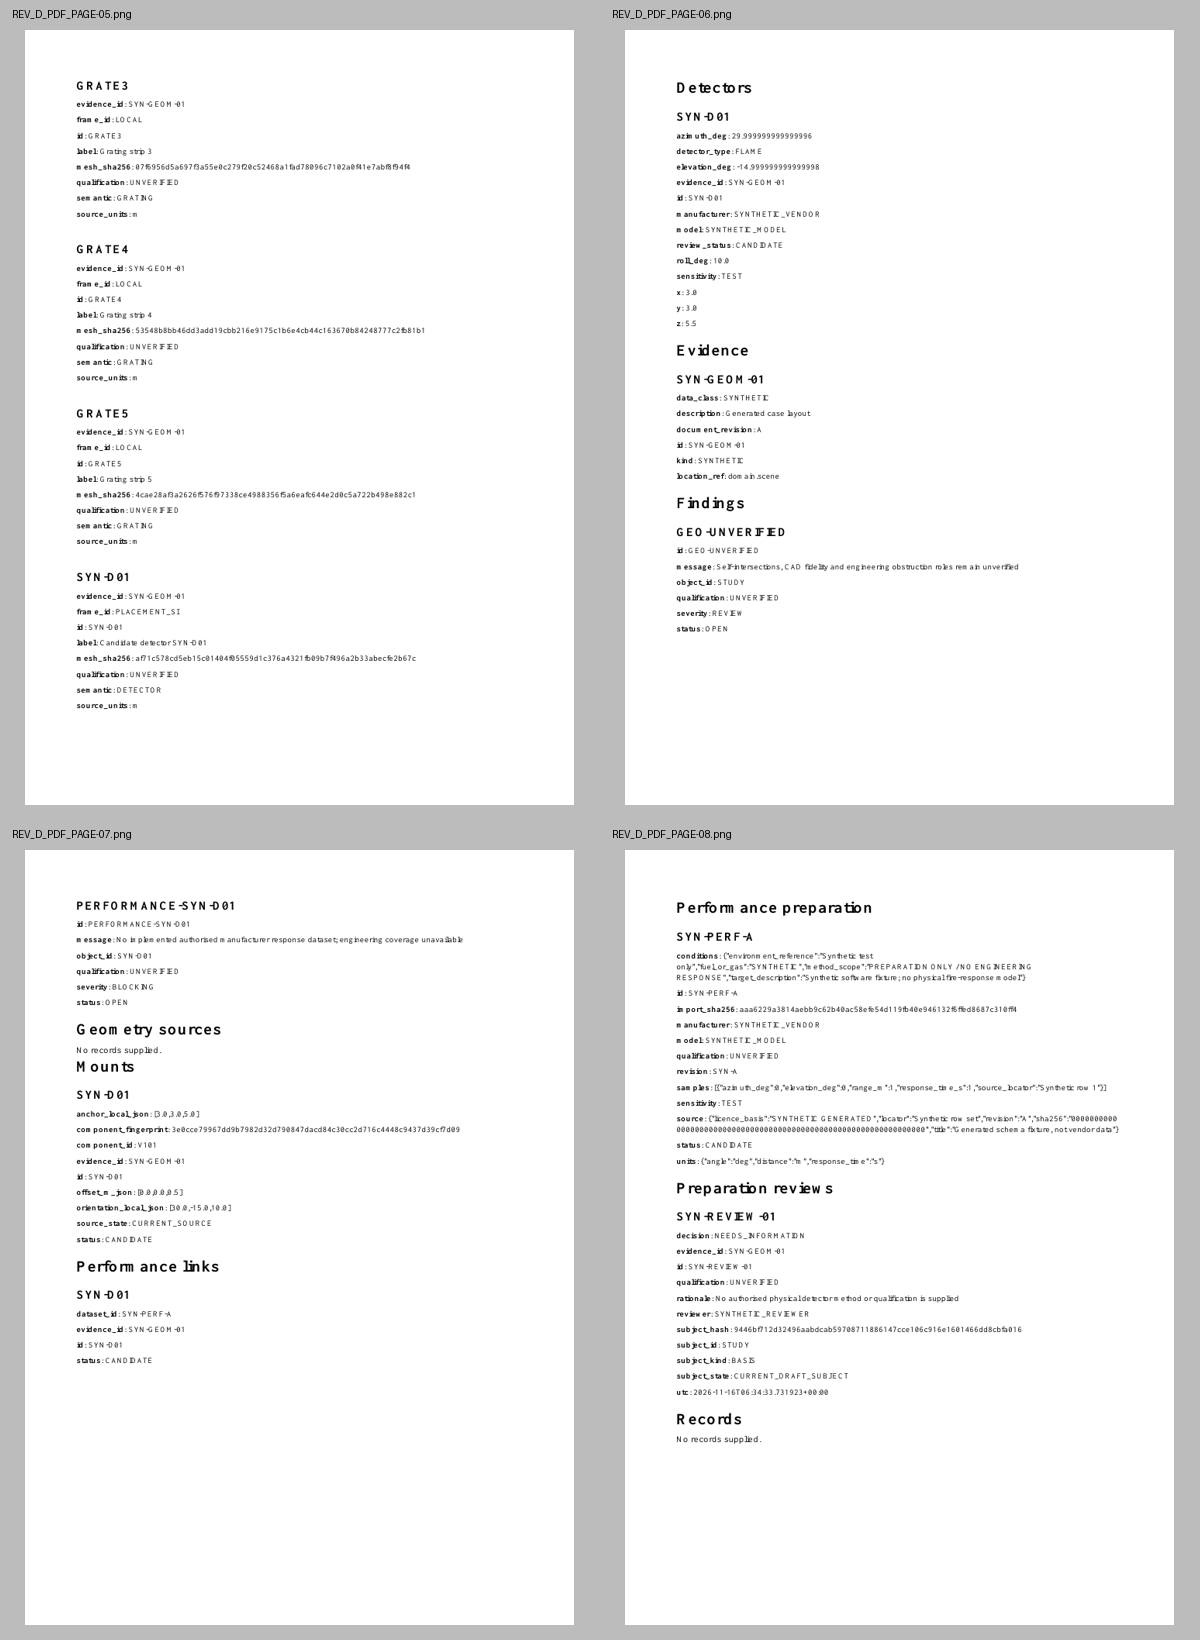 REV_D_PDF_PAGE-05.png
GRATE3
evidence_id: SYN-GEOM-01
frame_id: LOCAL
id: GRATE3
label: Grating strip 3
mesh_sha256: 07f6956d5a697f3a55e0c279f20c52468a1fad78096c7102a0f41e7abf8f94f4
qualification: UNVERIFIED
semantic: GRATING
source_units: m
GRATE4
evidence_id: SYN-GEOM-01
frame_id: LOCAL
id: GRATE4
label: Grating strip 4
mesh_sha256: 53548b8bb46dd3add19cbb216e9175c1b6e4cb44c163670b84248777c2fb81b1
qualification: UNVERIFIED
semantic: GRATING
source_units: m
GRATE5
evidence_id: SYN-GEOM-01
frame_id: LOCAL
id: GRATE5
label: Grating strip 5
mesh_sha256: 4cae28af3a2626f576f97338ce4988356f5a6eafc644e2d0c5a722b498e882c1
qualification: UNVERIFIED
semantic: GRATING
source_units: m
SYN-D01
evidence_id: SYN-GEOM-01
frame_id: PLACEMENT_SI
id: SYN-D01
label: Candidate detector SYN-D01
mesh_sha256: af71c578cd5eb15c01404f05559d1c376a4321fb09b7f496a2b33abecfe2b67c
qualification: UNVERIFIED
semantic: DETECTOR
source_units: m
REV_D_PDF_PAGE-06.png
Detectors
SYN-D01
azimuth_deg: 29.999999999999996
detector_type: FLAME
elevation_deg: -14.999999999999998
evidence_id: SYN-GEOM-01
id: SYN-D01
manufacturer: SYNTHETIC_VENDOR
model: SYNTHETIC_MODEL
review_status: CANDIDATE
roll_deg: 10.0
sensitivity: TEST
x: 3.0
y: 3.0
z: 5.5
Evidence
SYN-GEOM-01
data_class: SYNTHETIC
description: Generated case layout
document_revision: A
id: SYN-GEOM-01
kind: SYNTHETIC
location_ref: domain.scene
Findings
GEO-UNVERIFIED
id: GEO-UNVERIFIED
message: Self-intersections, CAD fidelity and engineering obstruction roles remain unverified
object_id: STUDY
qualification: UNVERIFIED
severity: REVIEW
status: OPEN
REV_D_PDF_PAGE-07.png
PERFORMANCE-SYN-D01
id: PERFORMANCE-SYN-D01
message: No implemented authorised manufacturer response dataset; engineering coverage unavailable
object_id: SYN-D01
qualification: UNVERIFIED
severity: BLOCKING
status: OPEN
Geometry sources
No records supplied.
Mounts
SYN-D01
anchor_local_json: [3.0,3.0,5.0]
component_fingerprint: 3e0cce79967dd9b7982d32d790847dacd84c30cc2d716c4448c9437d39cf7d09
component_id: V101
evidence_id: SYN-GEOM-01
id: SYN-D01
offset_m_json: [0.0,0.0,0.5]
orientation_local_json: [30.0,-15.0,10.0]
source_state: CURRENT_SOURCE
status: CANDIDATE
Performance links
SYN-D01
dataset_id: SYN-PERF-A
evidence_id: SYN-GEOM-01
id: SYN-D01
status: CANDIDATE
REV_D_PDF_PAGE-08.png
Performance preparation
SYN-PERF-A
conditions: {"environment_reference":"Synthetic test
only","fuel_or_gas":"SYNTHETIC","method_scope":"PREPARATION ONLY / NO ENGINEERING
RESPONSE","target_description":"Synthetic software fixture; no physical fire-response model"}
id: SYN-PERF-A
import_sha256: aaa6229a3814aebb9c62b40ac58efe54d119fb40e946132f6ffed8687c310ff4
manufacturer: SYNTHETIC_VENDOR
model: SYNTHETIC_MODEL
qualification: UNVERIFIED
revision: SYN-A
samples: [{"azimuth_deg":0,"elevation_deg":0,"range_m":1,"response_time_s":1,"source_locator":"Synthetic row 1"}]
sensitivity: TEST
source: {"licence_basis":"SYNTHETIC GENERATED","locator":"Synthetic row set","revision":"A","sha256":"0000000000
000000000000000000000000000000000000000000000000000000","title":"Generated schema fixture, not vendor data"}
status: CANDIDATE
units: {"angle":"deg","distance":"m","response_time":"s"}
Preparation reviews
SYN-REVIEW-01
decision: NEEDS_INFORMATION
evidence_id: SYN-GEOM-01
id: SYN-REVIEW-01
qualification: UNVERIFIED
rationale: No authorised physical detector method or qualification is supplied
reviewer: SYNTHETIC_REVIEWER
subject_hash: 9446bf712d32496aabdcab59708711886147cce106c916e1601466dd8cbfa016
subject_id: STUDY
subject_kind: BASIS
subject_state: CURRENT_DRAFT_SUBJECT
utc: 2026-11-16T06:34:33.731923+00:00
Records
No records supplied.